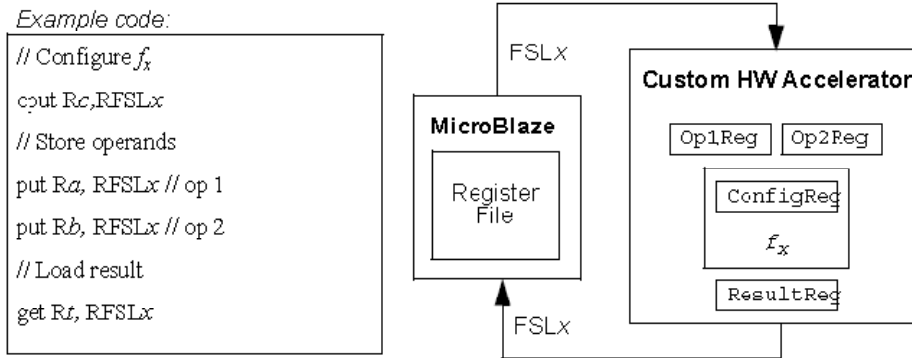 Example code:
// Configure fx
cput Rc,RFSLx
// Store operands
put Ra, RFSLx // op 1
put Rb, RFSLx // op 2
// Load result
get Rt, RFSLx
FSLx
MicroBlaze
Register
File
FSLx
Custom HW Accelerator
Op1Reg Op2Reg
ConfigReg
fx
ResultReg